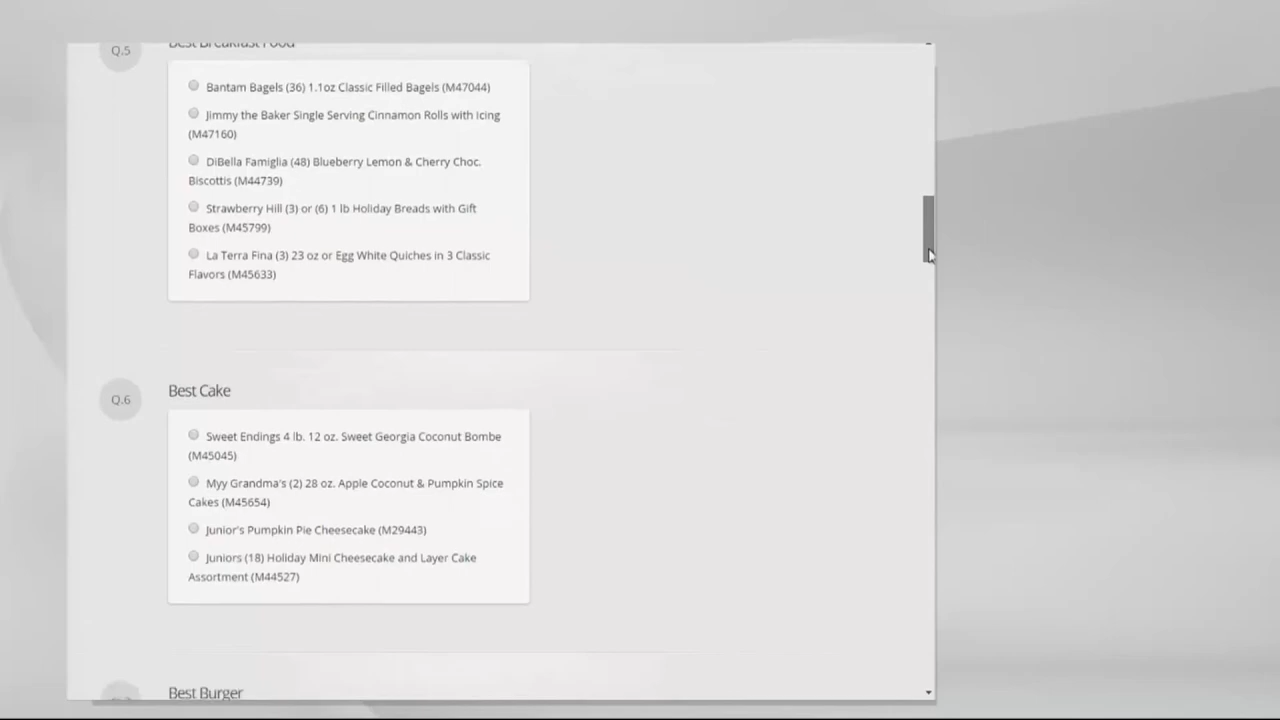 Q.5
Best Breakfast Food
Bantam Bagels (36) 1.1oz Classic Filled Bagels (M47044)
Jimmy the Baker Single Serving Cinnamon Rolls with Icing
(M47160)
DiBella Famiglia (48) Blueberry Lemon & Cherry Choc.
Biscottis (M44739)
Strawberry Hill (3) or (6) 1 lb Holiday Breads with Gift
Boxes (M45799)
La Terra Fina (3) 23 oz or Egg White Quiches in 3 Classic
Flavors (M45633)
Q.6
Best Cake
Sweet Endings 4 lb. 12 oz. Sweet Georgia Coconut Bombe
(M45045)
Myy Grandma's (2) 28 oz. Apple Coconut & Pumpkin Spice
Cakes (M45654)
Junior's Pumpkin Pie Cheesecake (M29443)
Juniors (18) Holiday Mini Cheesecake and Layer Cake
Assortment (M44527)
Best Burger